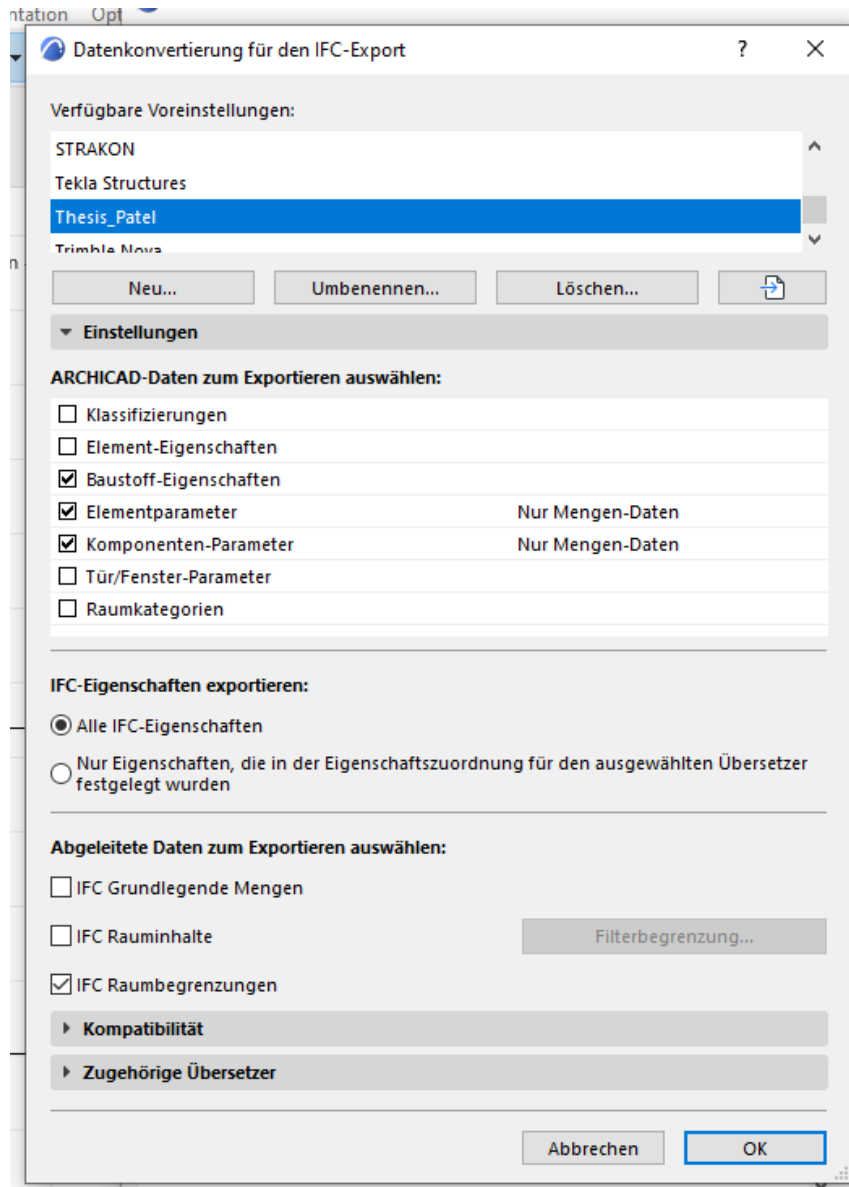 ntation Opt
Datenkonvertierung für den IFC-Export ?
Verfügbare Voreinstellungen:
STRAKON
Tekla Structures
Thesis_Patel
Trimble Nova
n
Neu... Umbenennen... Löschen...
Einstellungen
ARCHICAD-Daten zum Exportieren auswählen:
Klassifizierungen
Element-Eigenschaften
Baustoff-Eigenschaften
Elementparameter Nur Mengen-Daten
Komponenten-Parameter Nur Mengen-Daten
Tür/Fenster-Parameter
Raumkategorien
IFC-Eigenschaften exportieren:
Alle IFC-Eigenschaften
Nur Eigenschaften, die in der Eigenschaftszuordnung für den ausgewählten Übersetzer
festgelegt wurden
Abgeleitete Daten zum Exportieren auswählen:
IFC Grundlegende Mengen
IFC Rauminhalte Filterbegrenzung...
IFC Raumbegrenzungen
Kompatibilität
Zugehörige Übersetzer
Abbrechen OK